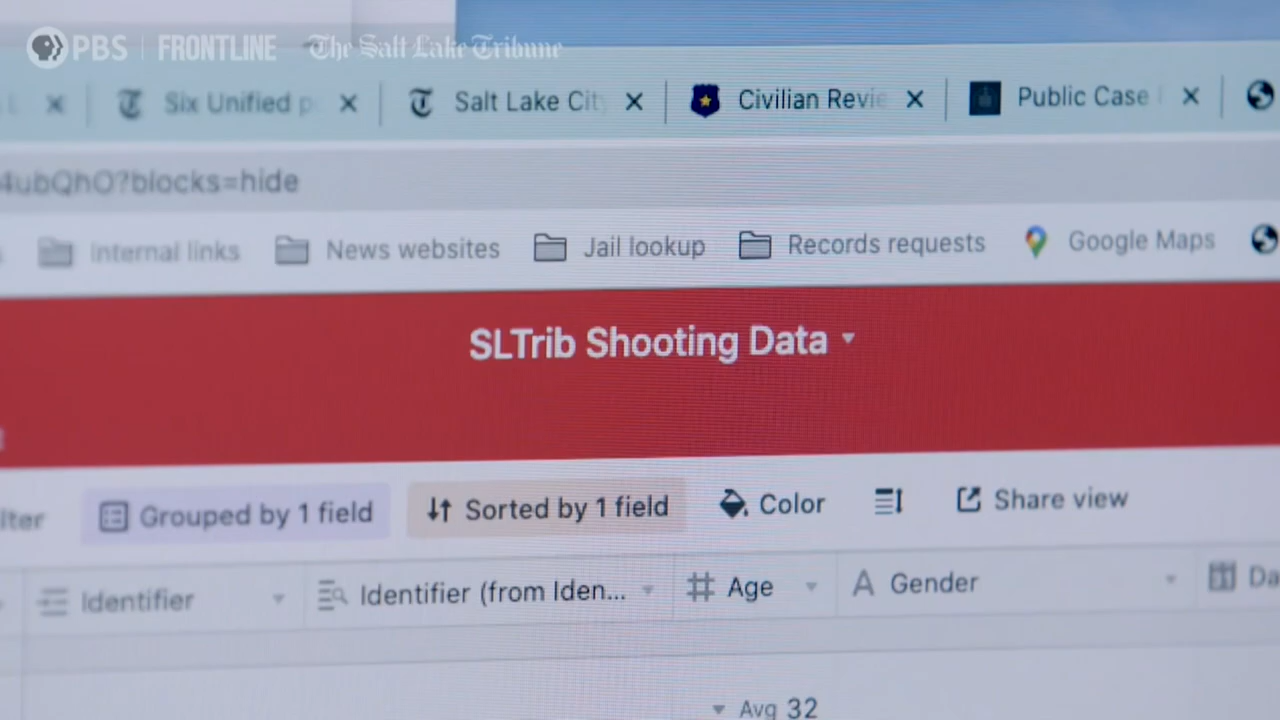 PBS | FRONTLINE The Salt Lake Tribune
Six Unified p Salt Lake City Civilian Revie Public Case
4ubQhO?blocks=hide
Internal links News websites Jail lookup Records requests Google Maps
SLTrib Shooting Data
lter Grouped by 1 field Sorted by 1 field Color Share view
Identifier Identifier (from Iden... Age A Gender Da
Avg 32